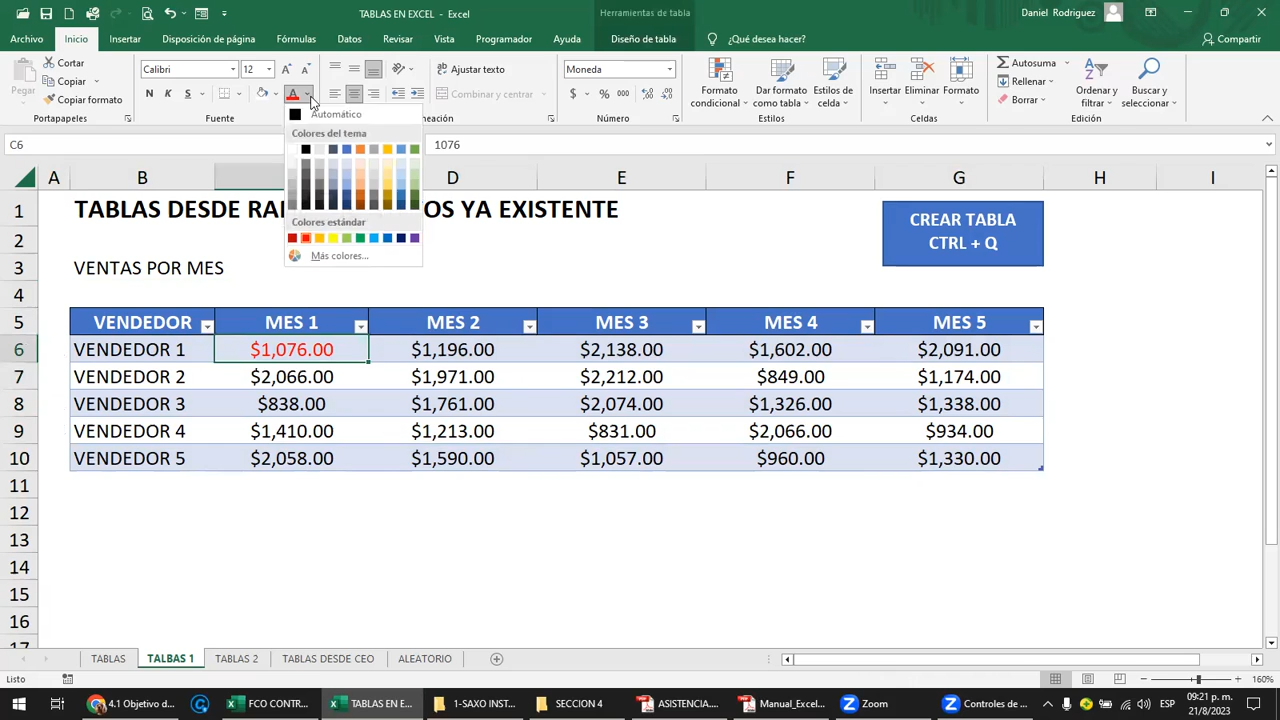 TABLAS EN EXCEL - Excel
Herramientas de tabla
Daniel Rodriguez
Archivo Inicio Insertar Disposición de página Fórmulas Datos Revisar Vista Programador Ayuda Diseño de tabla ¿Qué desea hacer? Compartir
Pegar
Cortar
Copiar
Copiar formato
Portapapeles
Calibri 12
N K S
Fuente
Ajustar texto
Combinar y centrar
neación
Moneda
$ % 000
Número
Formato condicional
Dar formato como tabla
Estilos de celda
Estilos
Insertar Eliminar Formato
Celdas
Autosuma
Rellenar
Borrar
Ordenar y filtrar
Buscar y seleccionar
Edición
Automático
Colores del tema
Colores estándar
Más colores...
C6 1076
A B D E F G H I
1 TABLAS DESDE RA OS YA EXISTENTE
CREAR TABLA
CTRL + Q
2
3 VENTAS POR MES
4
5 VENDEDOR MES 1 MES 2 MES 3 MES 4 MES 5
6 VENDEDOR 1 $1,076.00 $1,196.00 $2,138.00 $1,602.00 $2,091.00
7 VENDEDOR 2 $2,066.00 $1,971.00 $2,212.00 $849.00 $1,174.00
8 VENDEDOR 3 $838.00 $1,761.00 $2,074.00 $1,326.00 $1,338.00
9 VENDEDOR 4 $1,410.00 $1,213.00 $831.00 $2,066.00 $934.00
10 VENDEDOR 5 $2,058.00 $1,590.00 $1,057.00 $960.00 $1,330.00
11
12
13
14
15
16
17
TABLAS TALBAS 1 TABLAS 2 TABLAS DESDE CEO ALEATORIO
Listo 160%
4.1 Objetivo d... FCO CONTR... TABLAS EN E... 1-SAXO INST... SECCION 4 ASISTENCIA.... Manual_Excel... Zoom Controles de ... ESP
09:21 p. m.
21/8/2023